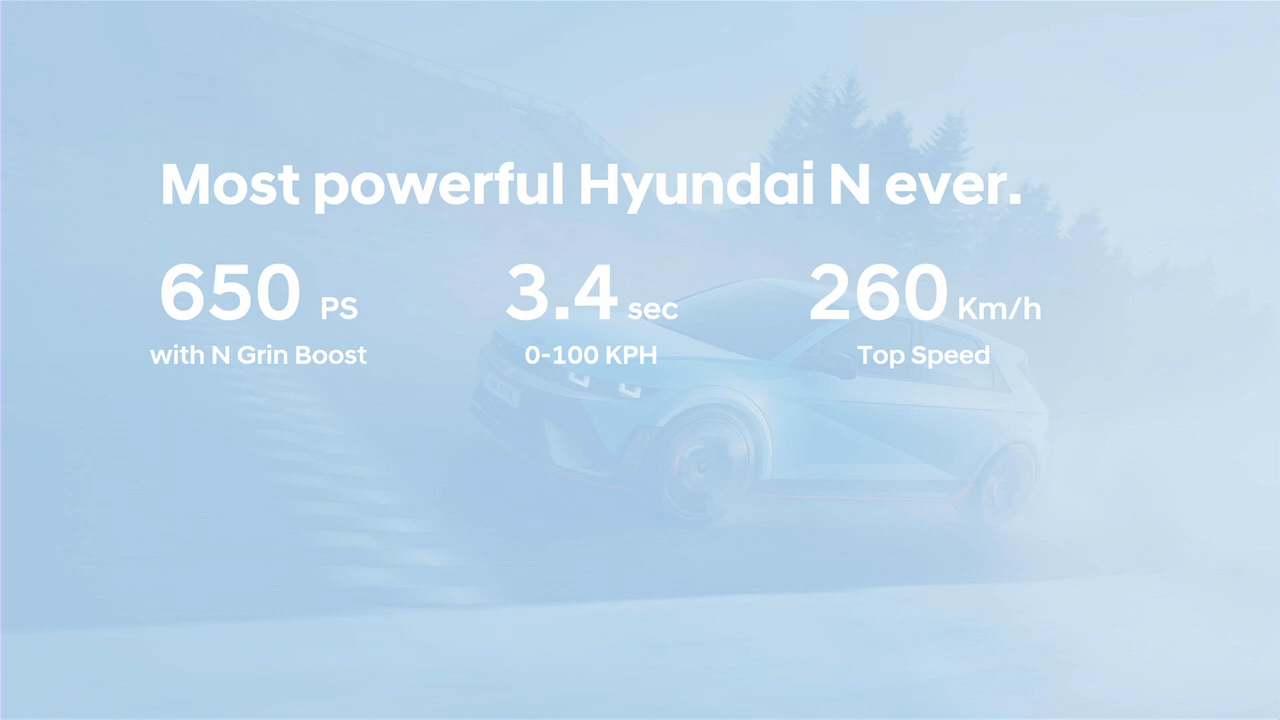 Most powerful Hyundai N ever.
650 PS 3.4 sec 260 Km/h
with N Grin Boost 0-100 KPH Top Speed